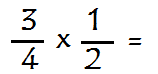 3/4 x 1/2 =